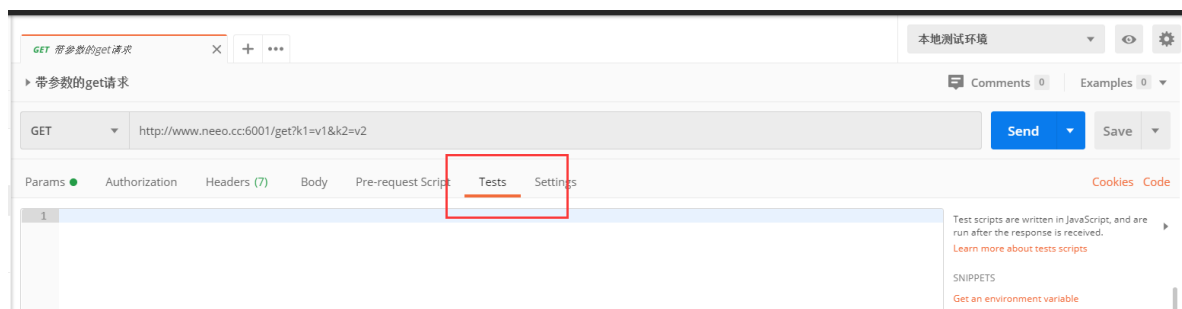 GET 带参数的get请求
本地测试环境
带参数的get请求
Comments 0 Examples 0
GET http://www.neeo.cc:6001/get?k1=v1&k2=v2 Send Save
Params Authorization Headers (7) Body Pre-request Script Tests Settings Cookies Code
1
Test scripts are written in JavaScript, and are
run after the response is received.
Learn more about tests scripts
SNIPPETS
Get an environment variable